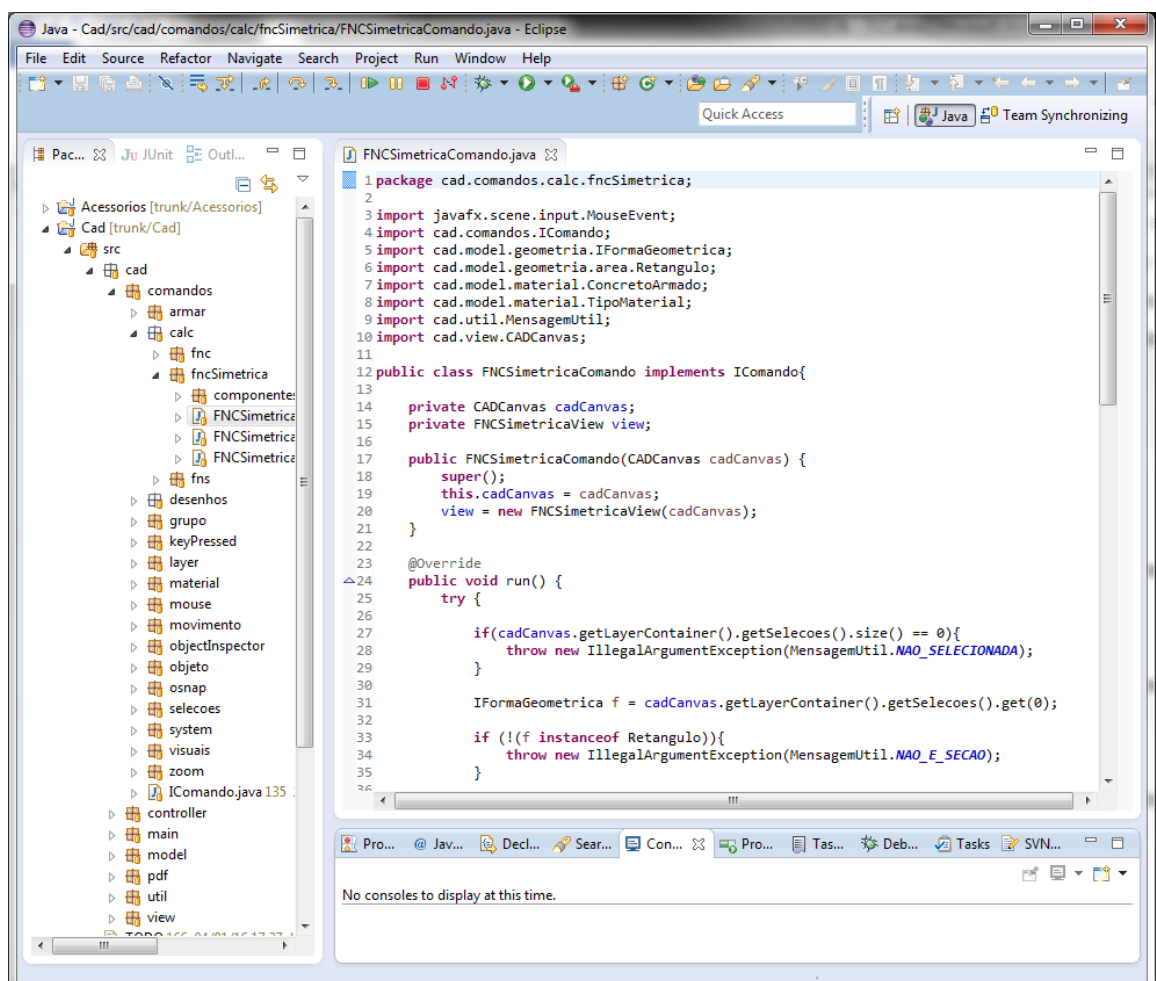 Java - Cad/src/cad/comandos/calc/fncSimetrica/FNCSimetricaComando.java - Eclipse
File Edit Source Refactor Navigate Search Project Run Window Help
Quick Access
Java Team Synchronizing
Pac... JUnit Outl...
Acessorios [trunk/Acessorios]
Cad [trunk/Cad]
src
cad
comandos
armar
calc
fnc
fncSimetrica
componente
FNCSimetrica
FNCSimetrica
FNCSimetrica
fns
desenhos
grupo
keyPressed
layer
material
mouse
movimento
objectInspector
objeto
osnap
selecoes
system
visuais
zoom
IComando.java 135
controller
main
model
pdf
util
view
FNCSimetricaComando.java
1 package cad.comandos.calc.fncSimetrica;
2
3 import javafx.scene.input.MouseEvent;
4 import cad.comandos.IComando;
5 import cad.model.geometria.IFormaGeometrica;
6 import cad.model.geometria.area.Retangulo;
7 import cad.model.material.ConcretoArmado;
8 import cad.model.material.TipoMaterial;
9 import cad.util.MensagemUtil;
10 import cad.view.CADCanvas;
11
12 public class FNCSimetricaComando implements IComando{
13
14 private CADCanvas cadCanvas;
15 private FNCSimetricaView view;
16
17 public FNCSimetricaComando(CADCanvas cadCanvas) {
18 super();
19 this.cadCanvas = cadCanvas;
20 view = new FNCSimetricaView(cadCanvas);
21 }
22
23 @Override
24 public void run() {
25 try {
26
27 if(cadCanvas.getLayerContainer().getSelecoes().size() == 0){
28 throw new IllegalArgumentException(MensagemUtil.NAO_SELECIONADA);
29 }
30
31 IFormaGeometrica f = cadCanvas.getLayerContainer().getSelecoes().get(0);
32
33 if (!(f instanceof Retangulo)){
34 throw new IllegalArgumentException(MensagemUtil.NAO_E_SECAO);
35 }
36
Pro... @ Jav... Decl... Sear... Con... Pro... Tas... Deb... Tasks SVN...
No consoles to display at this time.